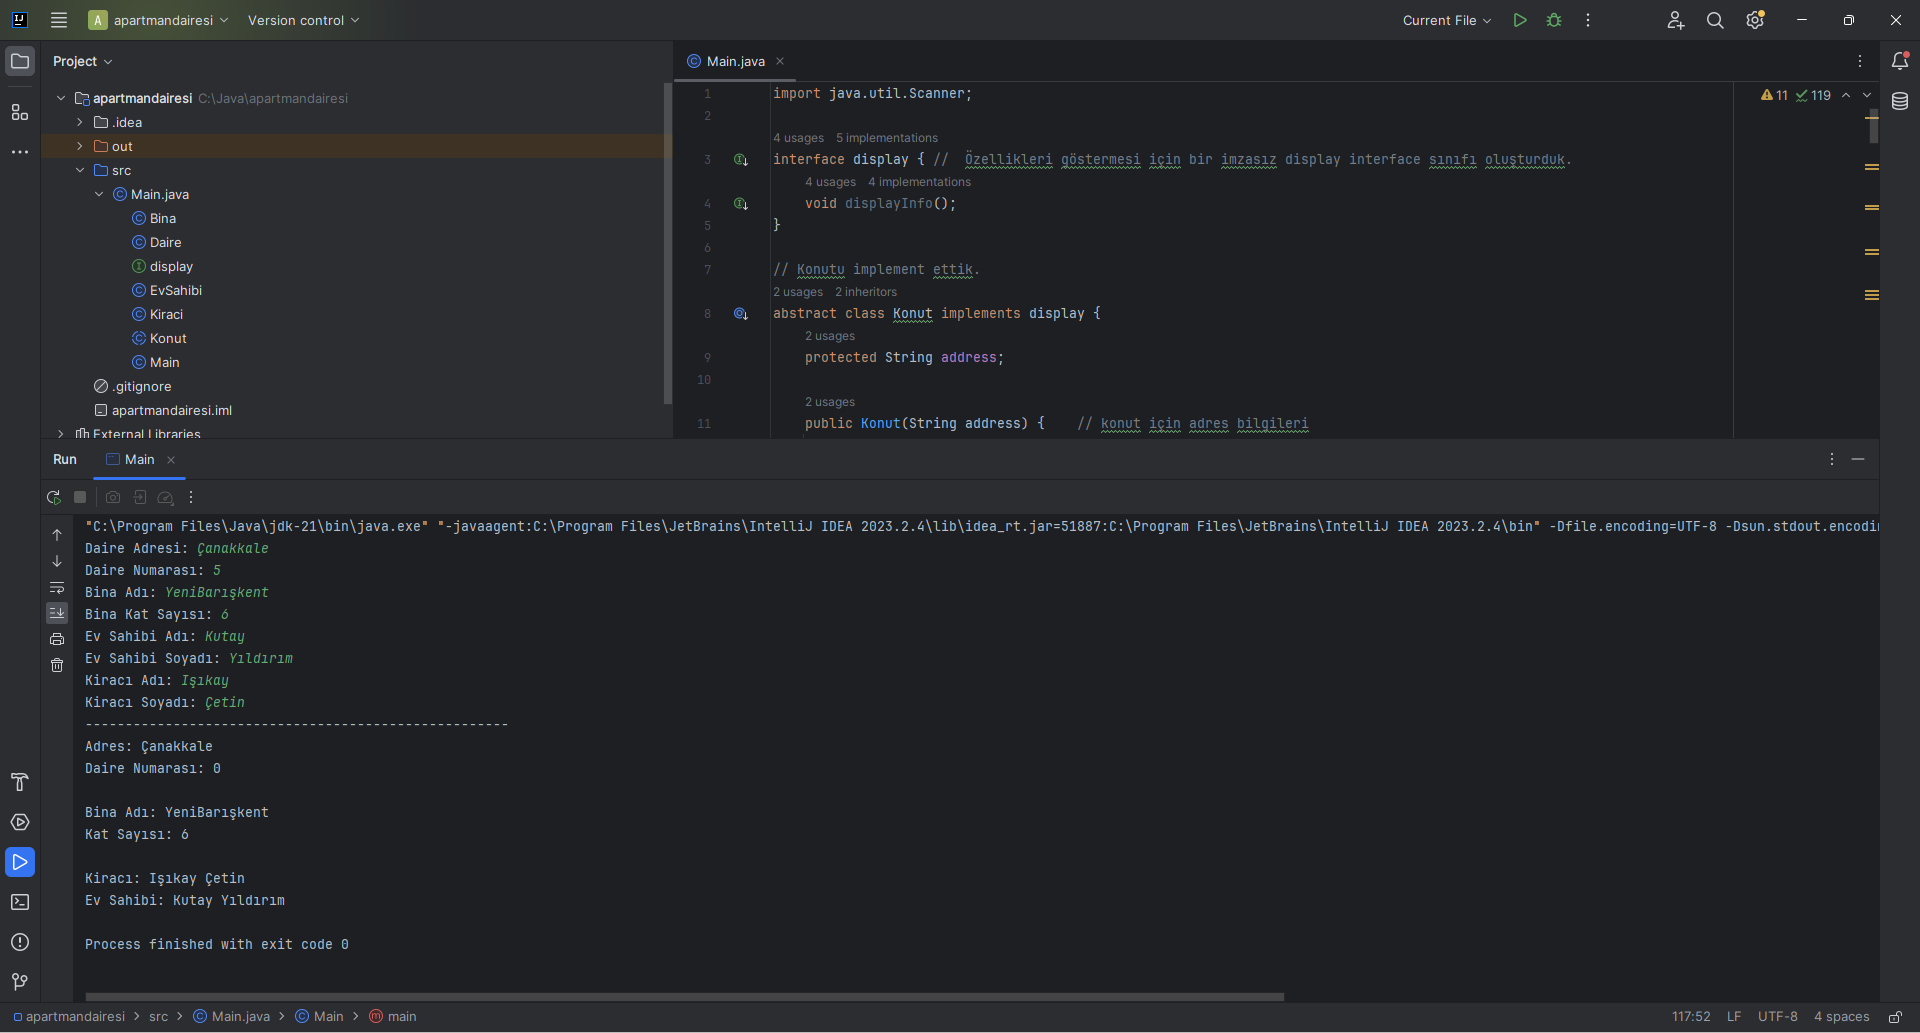 A apartmandairesi Version control Current File
Project
apartmandairesi C:\Java\apartmandairesi
.idea
out
src
Main.java
Bina
Daire
display
EvSahibi
Kiraci
Konut
Main
.gitignore
apartmandairesi.iml
External Libraries
Main.java
11 119
1 import java.util.Scanner;
2
4 usages 5 implementations
3 interface display { // Özellikleri göstermesi için bir imzasız display interface sınıfı oluşturduk.
4 usages 4 implementations
4 void displayInfo();
5 }
6
7 // Konutu implement ettik.
2 usages 2 inheritors
8 abstract class Konut implements display {
2 usages
9 protected String address;
10
2 usages
11 public Konut(String address) { // konut için adres bilgileri
Run Main
"C:\Program Files\Java\jdk-21\bin\java.exe" "-javaagent:C:\Program Files\JetBrains\IntelliJ IDEA 2023.2.4\lib\idea_rt.jar=51887:C:\Program Files\JetBrains\IntelliJ IDEA 2023.2.4\bin" -Dfile.encoding=UTF-8 -Dsun.stdout.encodin
Daire Adresi: Çanakkale
Daire Numarası: 5
Bina Adı: YeniBarışkent
Bina Kat Sayısı: 6
Ev Sahibi Adı: Kutay
Ev Sahibi Soyadı: Yıldırım
Kiracı Adı: Işıkay
Kiracı Soyadı: Çetin
-----------------------------------------------------
Adres: Çanakkale
Daire Numarası: 0
Bina Adı: YeniBarışkent
Kat Sayısı: 6
Kiracı: Işıkay Çetin
Ev Sahibi: Kutay Yıldırım
Process finished with exit code 0
apartmandairesi > src > Main.java > Main > main 117:52 LF UTF-8 4 spaces